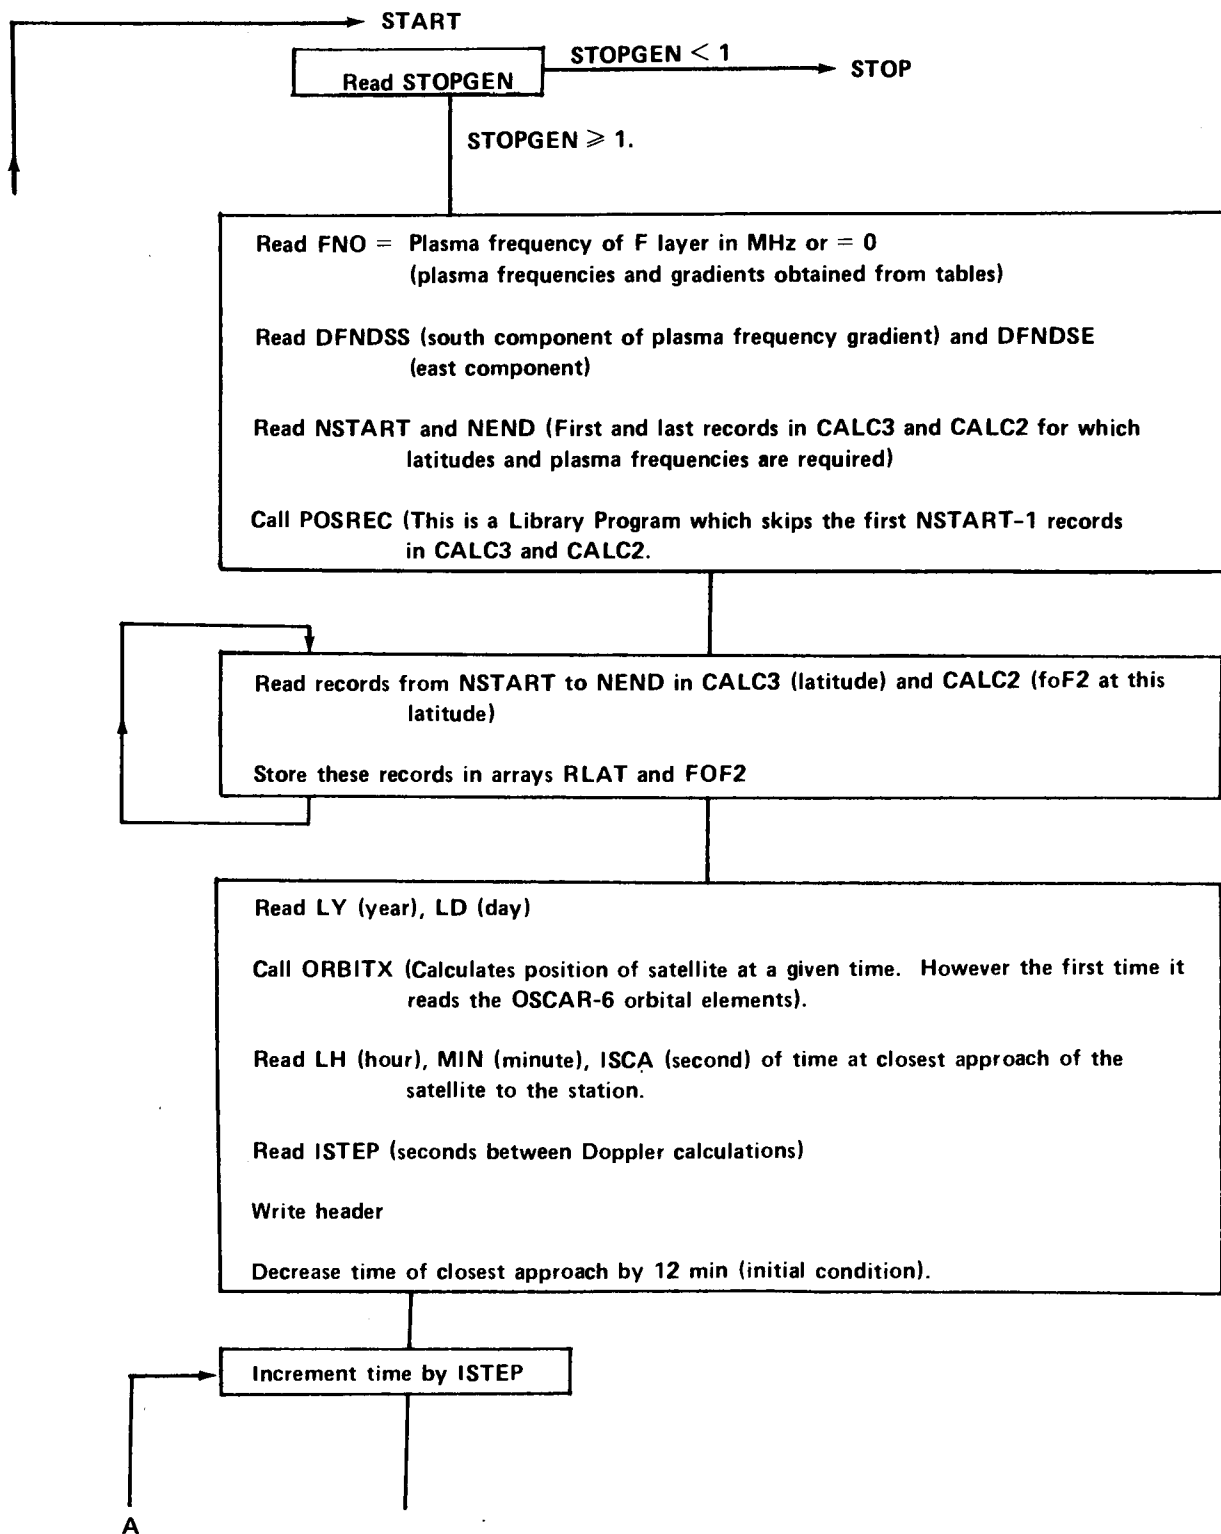 START
STOPGEN < 1
Read STOPGEN
STOP
STOPGEN ⩾ 1.
Read FNO = Plasma frequency of F layer in MHz or = 0
(plasma frequencies and gradients obtained from tables)
Read DFNDSS (south component of plasma frequency gradient) and DFNDSE
(east component)
Read NSTART and NEND (First and last records in CALC3 and CALC2 for which
latitudes and plasma frequencies are required)
Call POSREC (This is a Library Program which skips the first NSTART-1 records
in CALC3 and CALC2.
Read records from NSTART to NEND in CALC3 (latitude) and CALC2 (foF2 at this
latitude)
Store these records in arrays RLAT and FOF2
Read LY (year), LD (day)
Call ORBITX (Calculates position of satellite at a given time. However the first time it
reads the OSCAR-6 orbital elements).
Read LH (hour), MIN (minute), ISCA (second) of time at closest approach of the
satellite to the station.
Read ISTEP (seconds between Doppler calculations)
Write header
Decrease time of closest approach by 12 min (initial condition).
Increment time by ISTEP
A